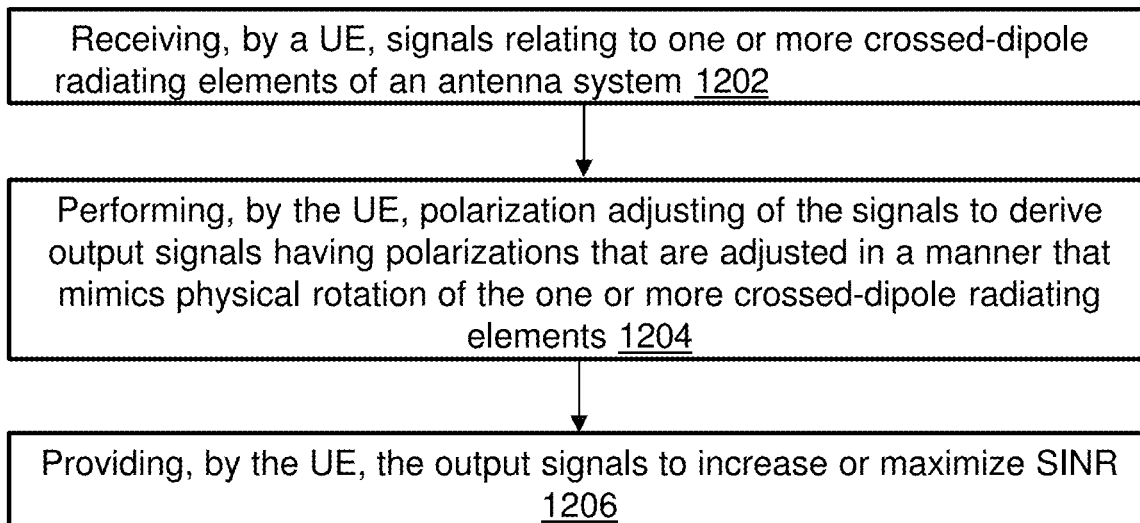 Receiving, by a UE, signals relating to one or more crossed-dipole
radiating elements of an antenna system 1202
Performing, by the UE, polarization adjusting of the signals to derive
output signals having polarizations that are adjusted in a manner that
mimics physical rotation of the one or more crossed-dipole radiating
elements 1204
Providing, by the UE, the output signals to increase or maximize SINR
1206